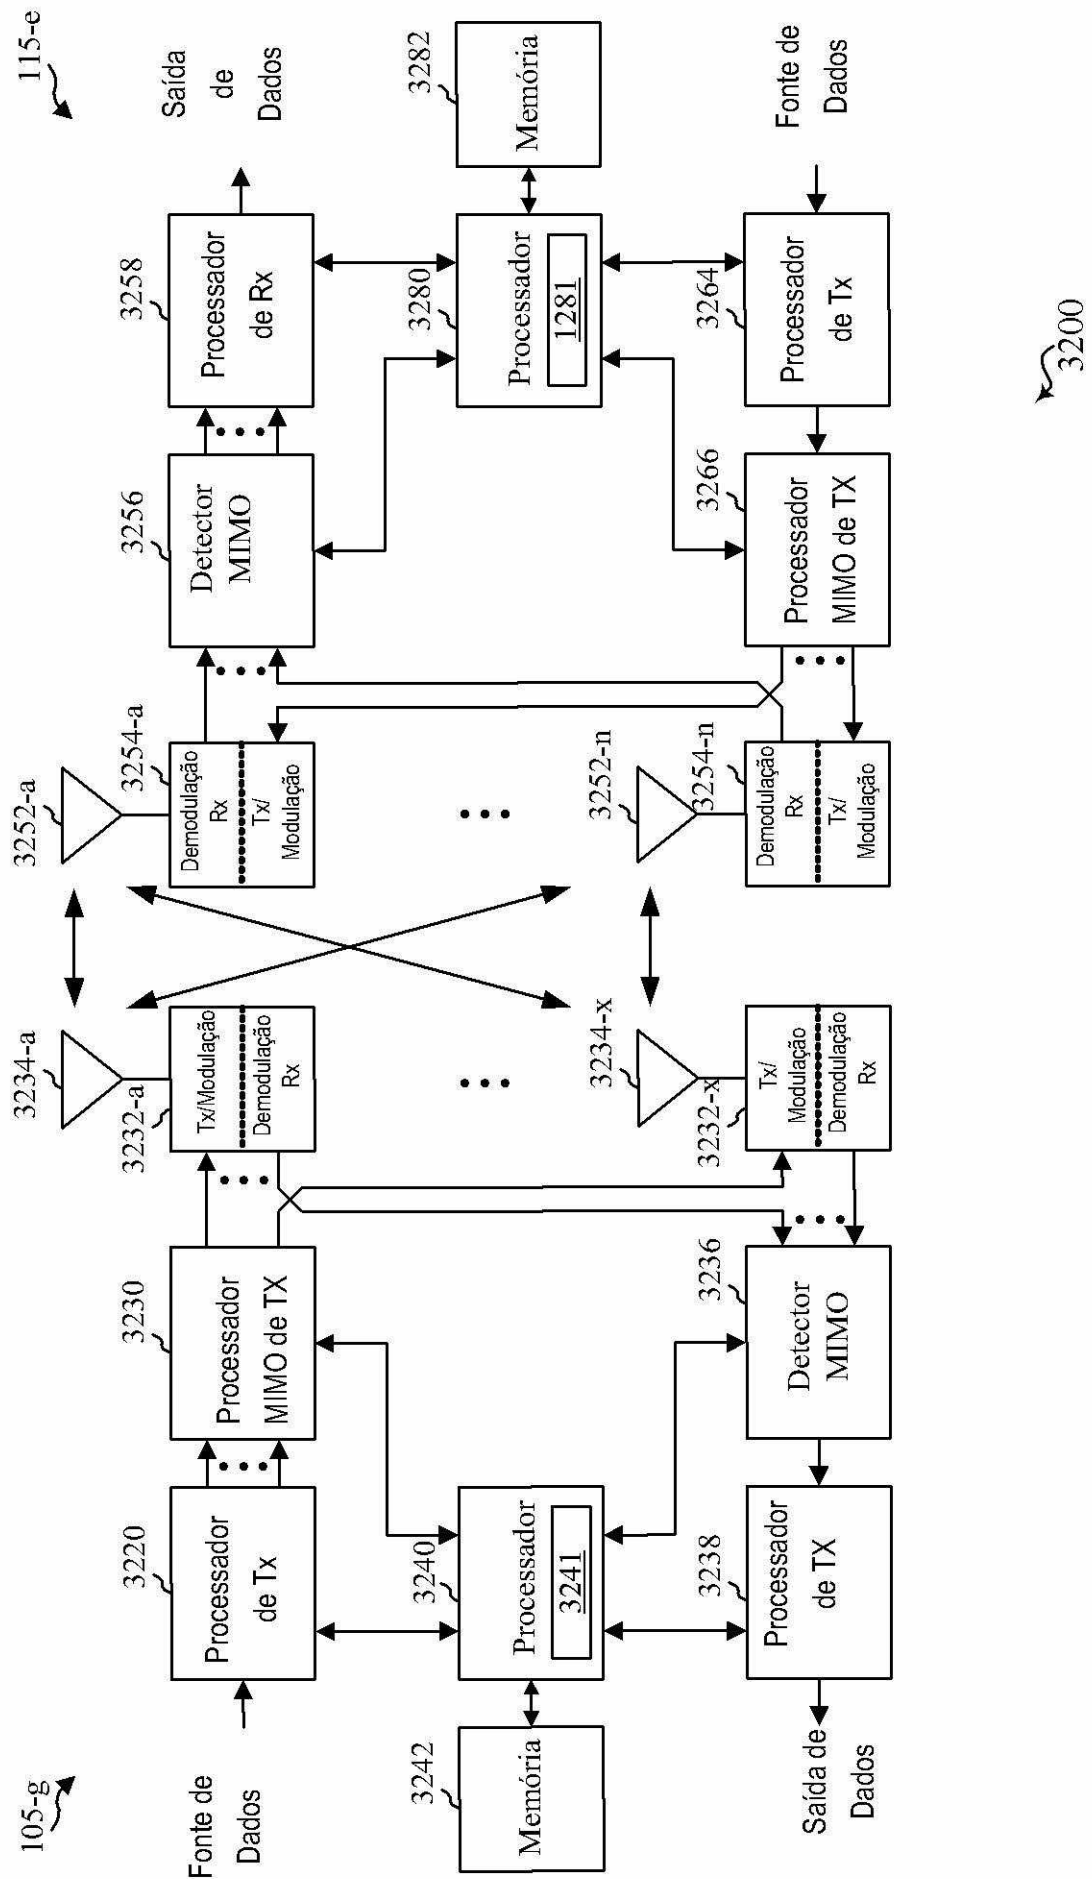 105-g
115-e
Fonte de
Dados
3220
Processador
de Tx
3230
Processador
MIMO de TX
3232-a
Tx/Modulação
Demodulação
Rx
3234-a
3252-a
3254-a
Demodulação
Rx
Tx/
Modulação
3256
Detector
MIMO
3258
Processador
de Rx
Saída
de
Dados
3242
Memória
3240
Processador
3241
3280
Processador
1281
3282
Memória
Saída de
Dados
3238
Processador
de TX
3236
Detector
MIMO
3232-x
Tx/
Modulação
Demodulação
Rx
3234-x
3252-n
3254-n
Demodulação
Rx
Tx/
Modulação
3266
Processador
MIMO de TX
3264
Processador
de Tx
Fonte de
Dados
3200